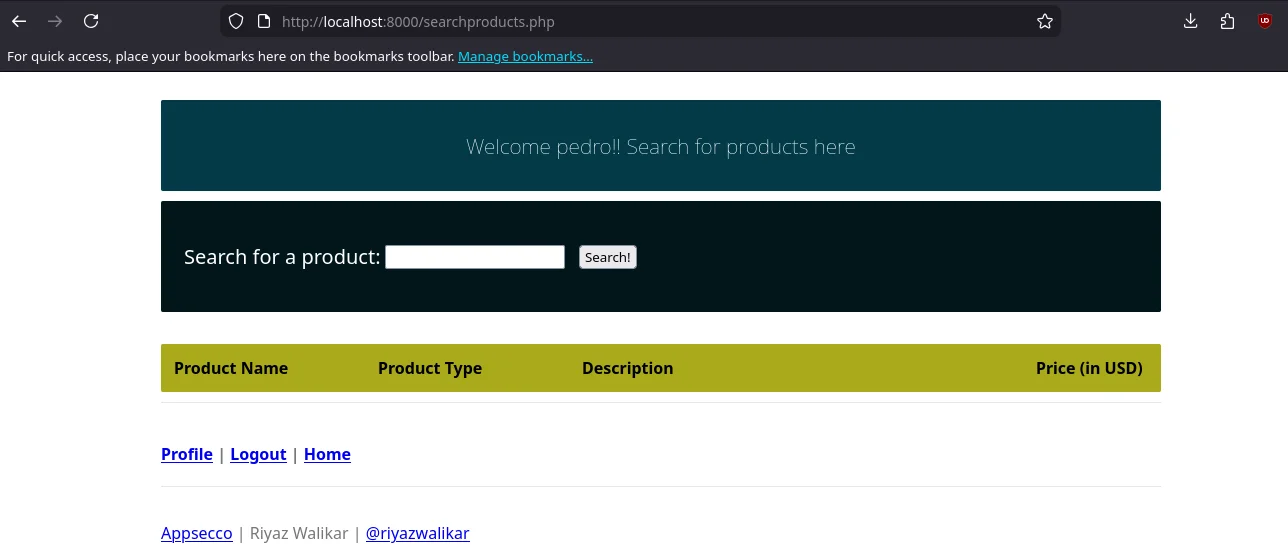 http://localhost:8000/searchproducts.php
For quick access, place your bookmarks here on the bookmarks toolbar. Manage bookmarks...
Welcome pedro!! Search for products here
Search for a product: Search!
Product Name Product Type Description Price (in USD)
Profile | Logout | Home
Appsecco | Riyaz Walikar | @riyazwalikar